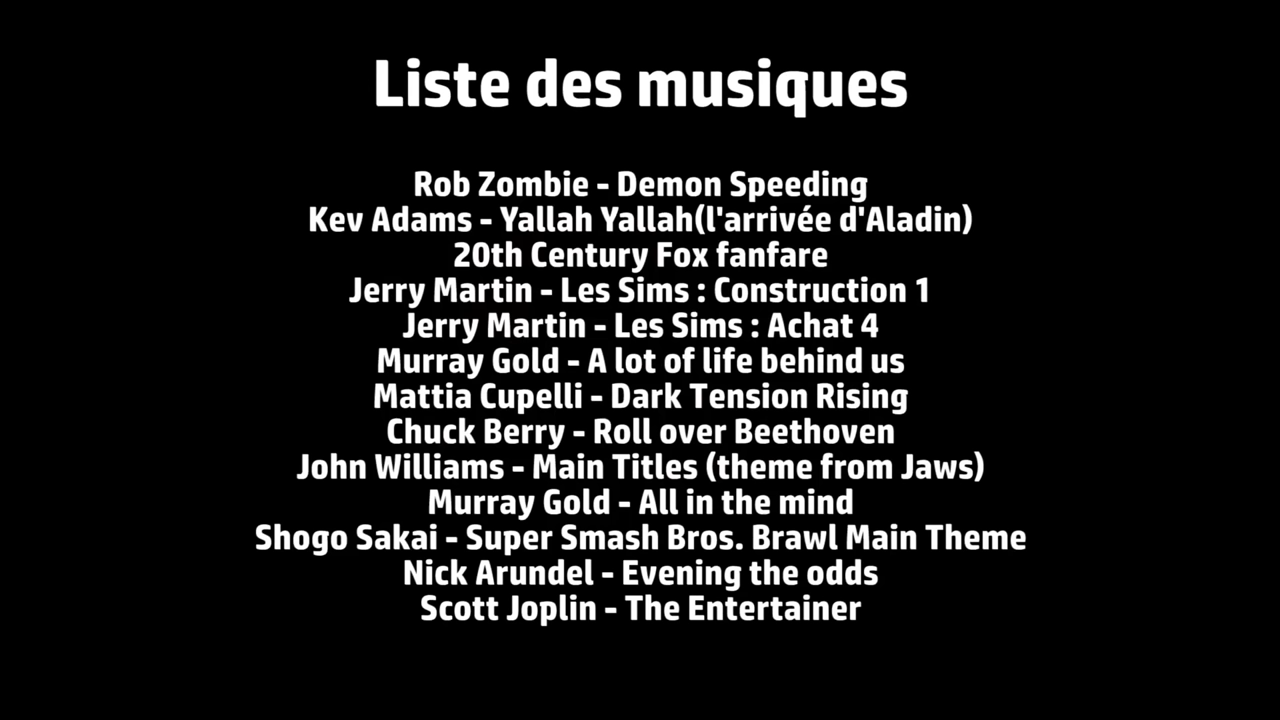 Liste des musiques
Rob Zombie - Demon Speeding
Kev Adams - Yallah Yallah(l'arrivée d'Aladin)
20th Century Fox fanfare
Jerry Martin - Les Sims : Construction 1
Jerry Martin - Les Sims : Achat 4
Murray Gold - A lot of life behind us
Mattia Cupelli - Dark Tension Rising
Chuck Berry - Roll over Beethoven
John Williams - Main Titles (theme from Jaws)
Murray Gold - All in the mind
Shogo Sakai - Super Smash Bros. Brawl Main Theme
Nick Arundel - Evening the odds
Scott Joplin - The Entertainer